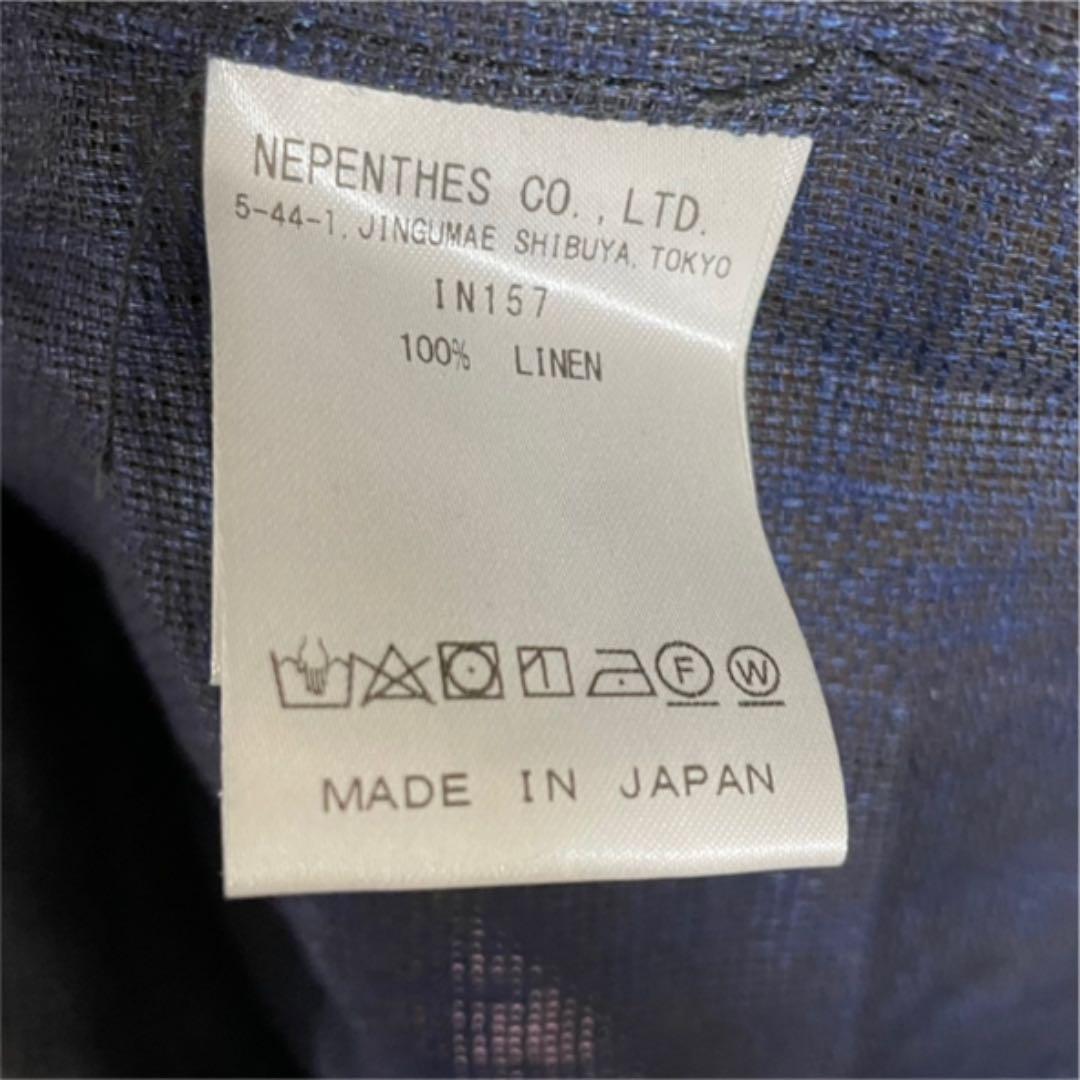 NEPENTHES CO., LTD.
5-44-1, JINGUMAE SHIBUYA, TOKYO
IN157
100% LINEN
F W
MADE IN JAPAN